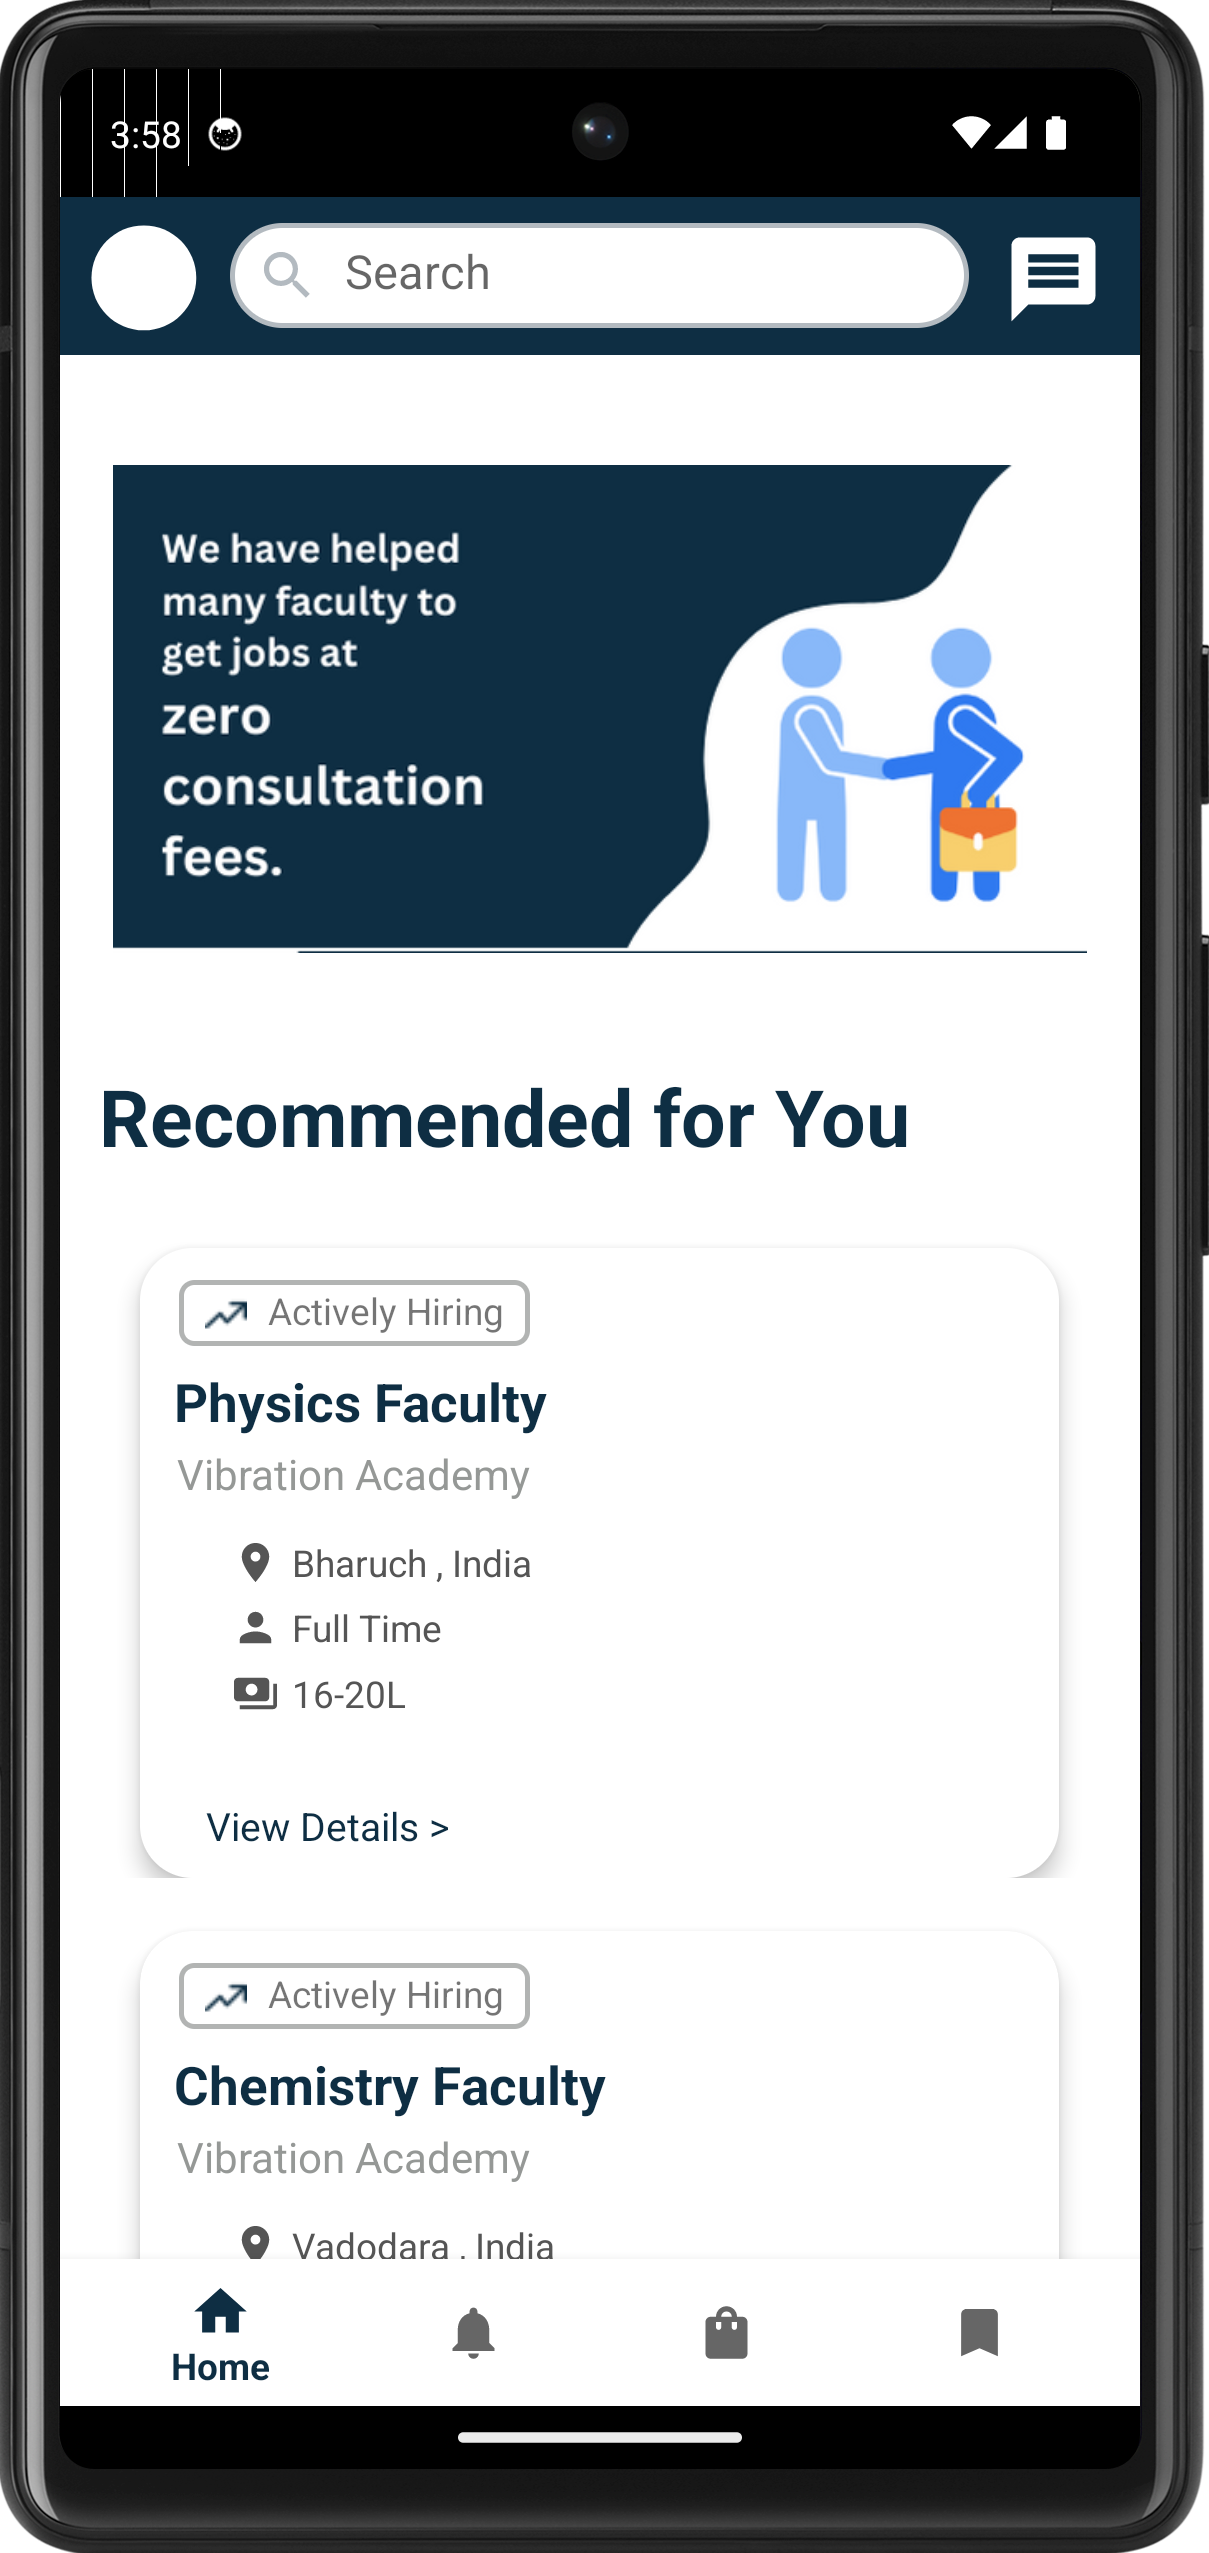 3:58
Search
We have helped
many faculty to
get jobs at
zero
consultation
fees.
Recommended for You
Actively Hiring
Physics Faculty
Vibration Academy
Bharuch , India
Full Time
16-20L
View Details >
Actively Hiring
Chemistry Faculty
Vibration Academy
Vadodara , India
Home